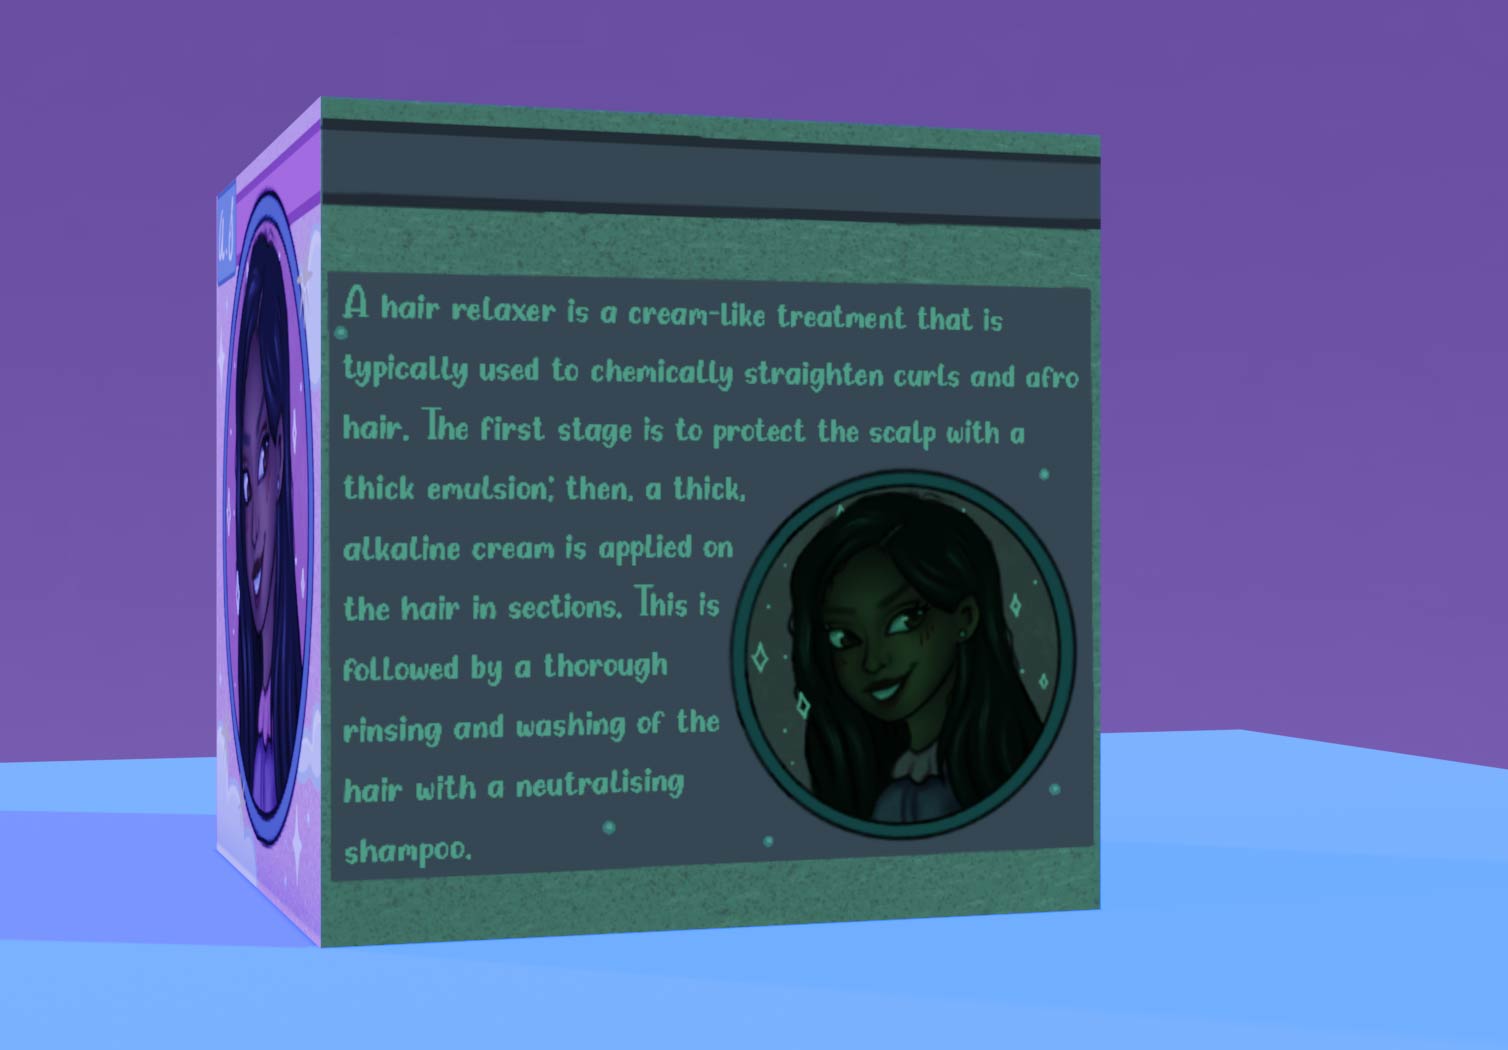 a.s
A hair relaxer is a cream-like treatment that is
typically used to chemically straighten curls and afro
hair. The first stage is to protect the scalp with a
thick emulsion; then, a thick,
alkaline cream is applied on
the hair in sections. This is
followed by a thorough
rinsing and washing of the
hair with a neutralising
shampoo.